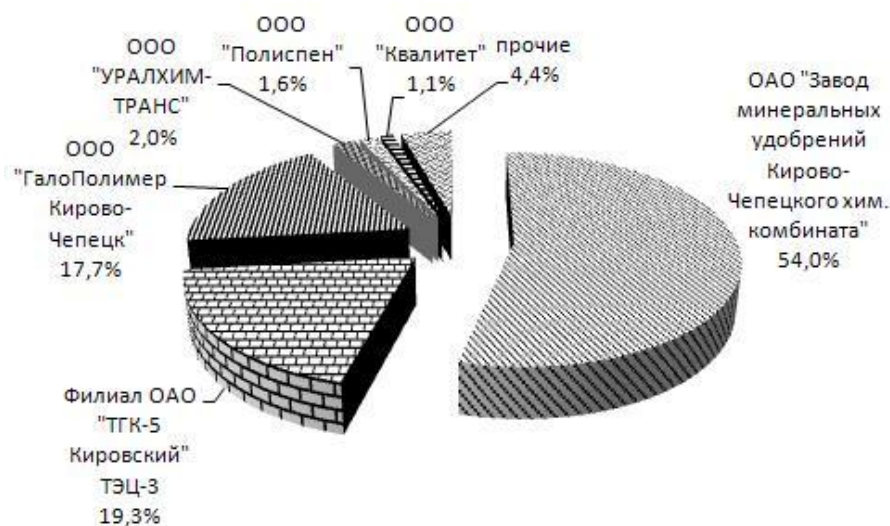 ООО
"УРАЛХИМ-
ТРАНС"
2,0%
ООО
"Полиспен"
1,6%
ООО
"Квалитет"
1,1%
прочие
4,4%
ОАО "Завод
минеральных
удобрений
Кирово-
Чепецкого хим.
комбината"
54,0%
ООО
"ГалоПолимер
Кирово-
Чепецк"
17,7%
Филиал ОАО
"ТГК-5
Кировский"
ТЭЦ-3
19,3%